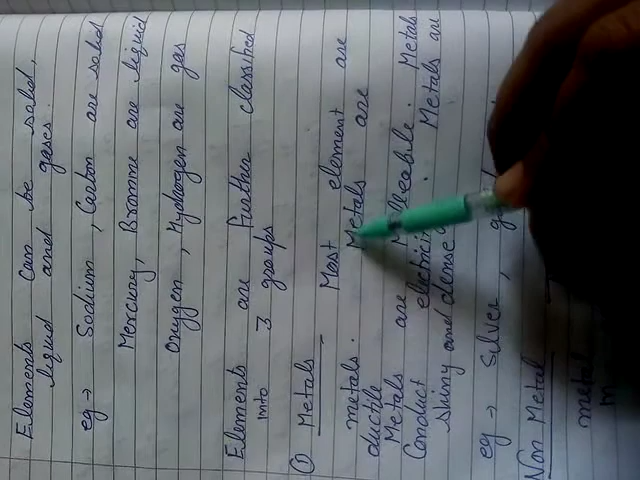 Elements can be solid,
liquid and gases.
eg → Sodium, Carbon are solid
Mercury, Bromine are liquid
Oxygen, Hydrogen are gas
Elements are Further classified
into 3 groups
① Metals Most element are
metals. Metals are
ductile
Metals are Metals
Conduct Metals are
shiny and dense
eg → Silver,
Non Metal
metal